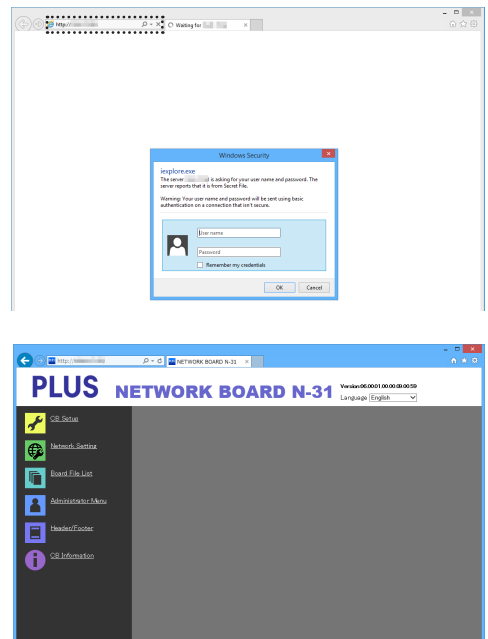 http://
Waiting for
Windows Security
iexplore.exe
The server is asking for your user name and password. The
server reports that it is from Secret File.
Warning: Your user name and password will be sent using basic
authentication on a connection that isn't secure.
User name
Password
Remember my credentials
OK Cancel
http://
NETWORK BOARD N-31
PLUS NETWORK BOARD N-31
Version:06.00:01.00:00:69.00:59
Language English
CB Setup
Network Setting
Board File List
Administrator Menu
Header/Footer
CB Information